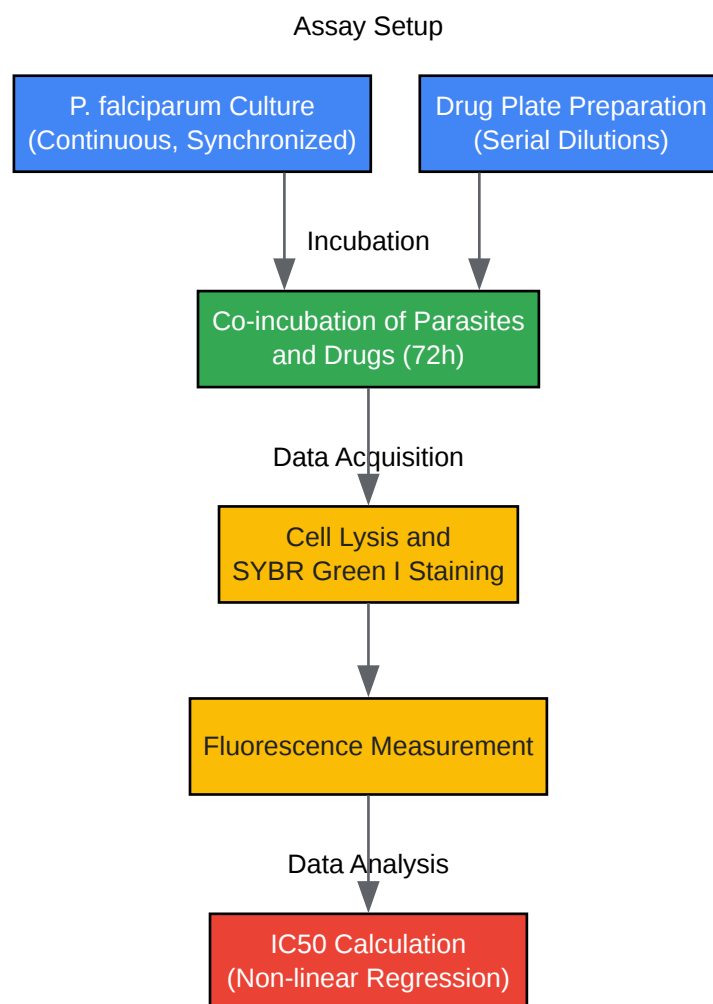 Assay Setup
P. falciparum Culture
(Continuous, Synchronized)
Drug Plate Preparation
(Serial Dilutions)
Incubation
Co-incubation of Parasites
and Drugs (72h)
Data Acquisition
Cell Lysis and
SYBR Green I Staining
Fluorescence Measurement
Data Analysis
IC50 Calculation
(Non-linear Regression)